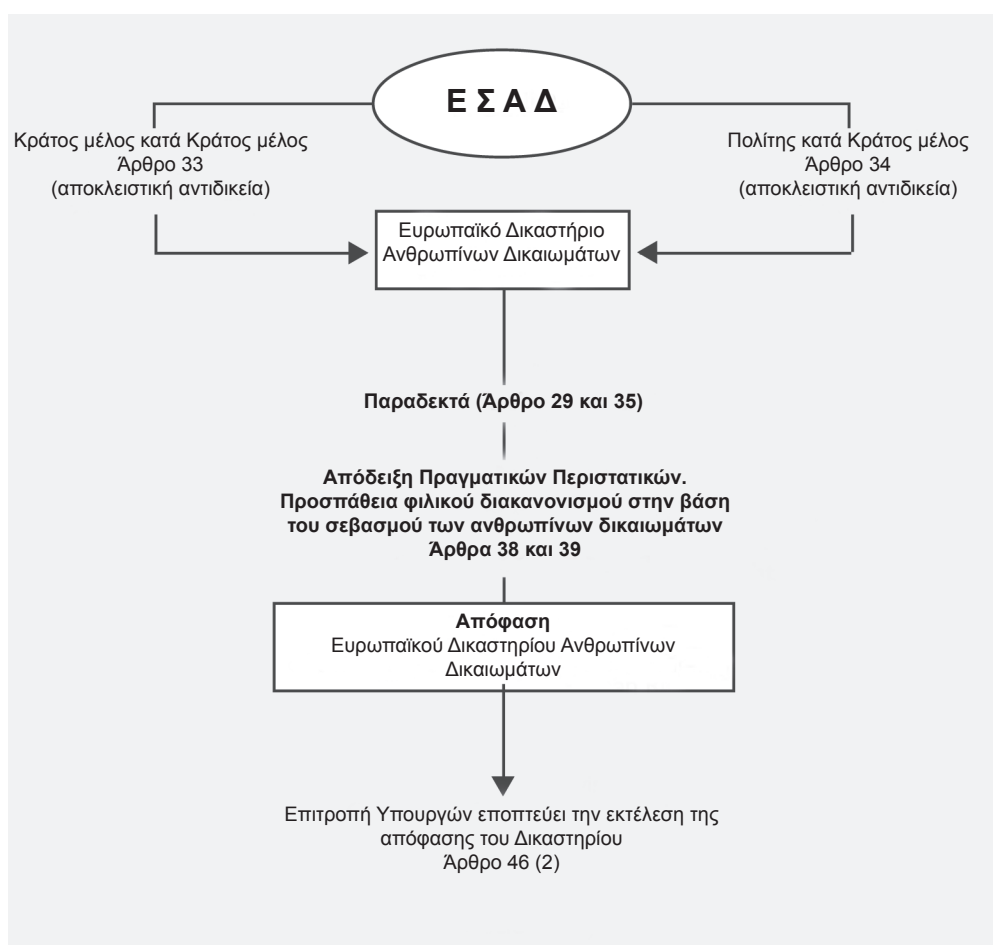 Ε Σ Α Δ
Κράτος μέλος κατά Κράτος μέλος
Άρθρο 33
(αποκλειστική αντιδικεία)
Πολίτης κατά Κράτος μέλος
Άρθρο 34
(αποκλειστική αντιδικεία)
Ευρωπαϊκό Δικαστήριο
Ανθρωπίνων Δικαιωμάτων
Παραδεκτά (Άρθρο 29 και 35)
Απόδειξη Πραγματικών Περιστατικών.
Προσπάθεια φιλικού διακανονισμού στην βάση
του σεβασμού των ανθρωπίνων δικαιωμάτων
Άρθρα 38 και 39
Απόφαση
Ευρωπαϊκού Δικαστηρίου Ανθρωπίνων
Δικαιωμάτων
Επιτροπή Υπουργών εποπτεύει την εκτέλεση της
απόφασης του Δικαστηρίου
Άρθρο 46 (2)